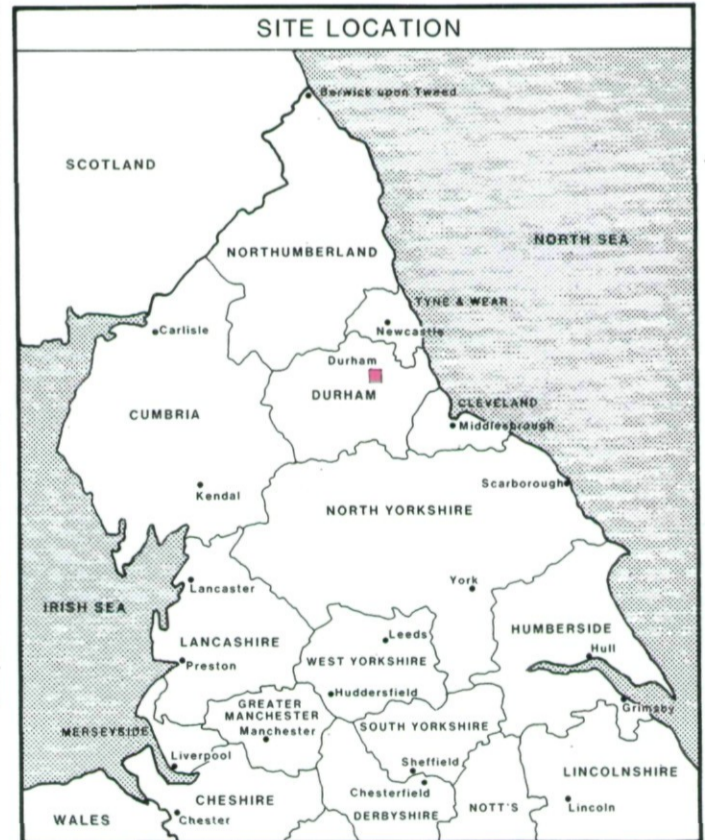 SITE LOCATION
Berwick upon Tweed
SCOTLAND
NORTH SEA
NORTHUMBERLAND
TYNE & WEAR
Carlisle
Newcastle
Durham
DURHAM
CLEVELAND
CUMBRIA
Middlesbrough
Scarborough
Kendal
NORTH YORKSHIRE
York
Lancaster
IRISH SEA
HUMBERSIDE
Leeds
LANCASHIRE
Hull
WEST YORKSHIRE
Preston
Huddersfield
GREATER
MANCHESTER
Grimsby
SOUTH YORKSHIRE
MERSEYSIDE
Manchester
Liverpool
Sheffield
LINCOLNSHIRE
Chesterfield
CHESHIRE
NOTT'S
Lincoln
DERBYSHIRE
WALES
Chester